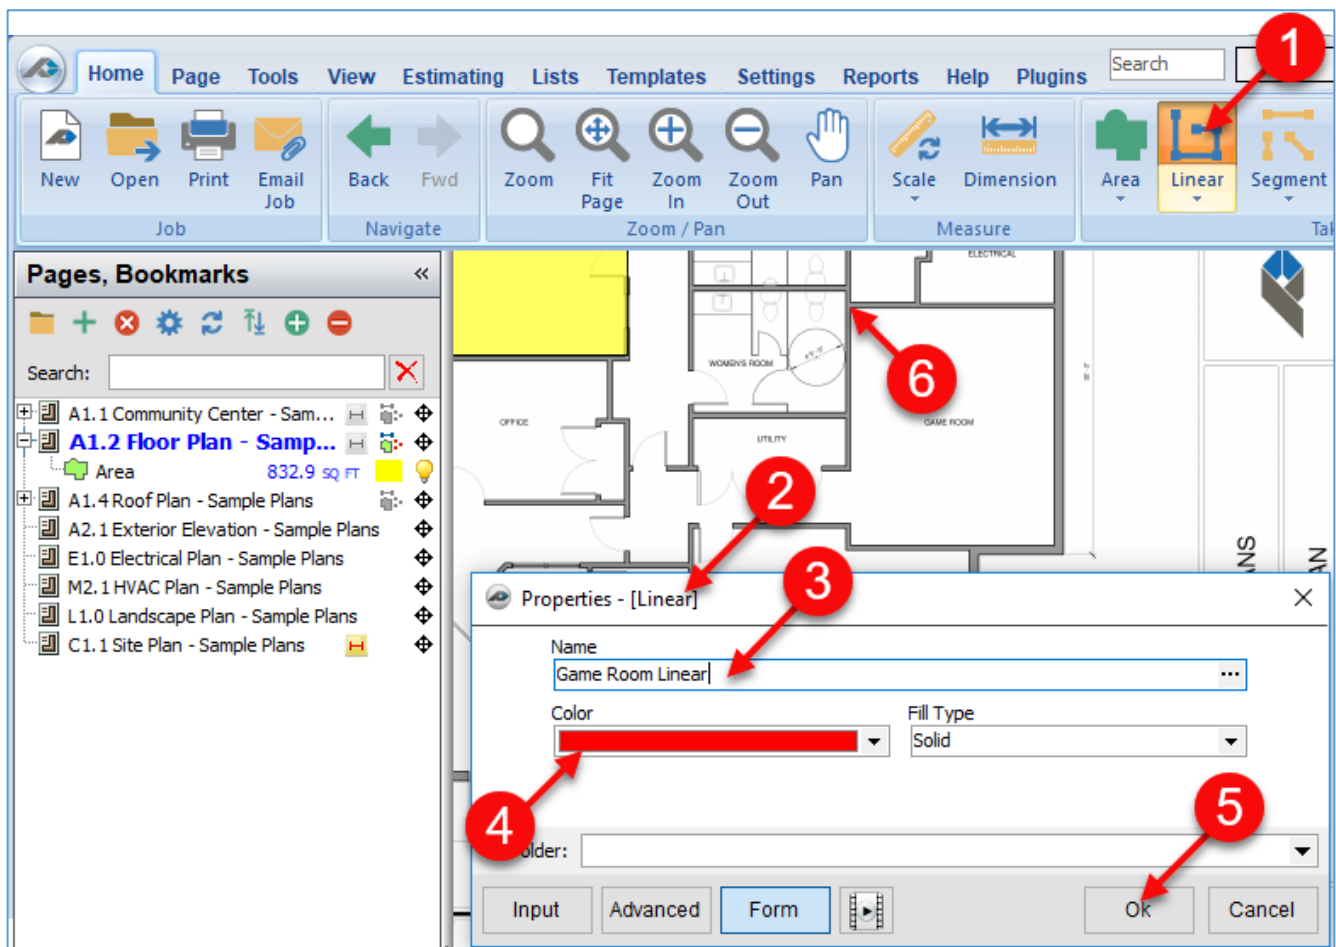 1
Home Page Tools View Estimating Lists Templates Settings Reports Help Plugins Search
New Open Print Email Job Back Fwd Zoom Fit Page Zoom In Zoom Out Pan Scale Dimension Area Linear Segment
Job Navigate Zoom / Pan Measure
Pages, Bookmarks «
ELECTRICAL
Search:
WOMEN'S ROOM
6
A1.1 Community Center - Sam...
OFFICE
GAME ROOM
A1.2 Floor Plan - Samp...
UTILITY
Area 832.9 SQ FT
2
A1.4 Roof Plan - Sample Plans
A2.1 Exterior Elevation - Sample Plans
E1.0 Electrical Plan - Sample Plans
ANS
AN
M2.1 HVAC Plan - Sample Plans
3
Properties - [Linear]
L1.0 Landscape Plan - Sample Plans
C1.1 Site Plan - Sample Plans
Name
Game Room Linear
...
Color Fill Type
Solid
4
5
older:
Input Advanced Form Ok Cancel